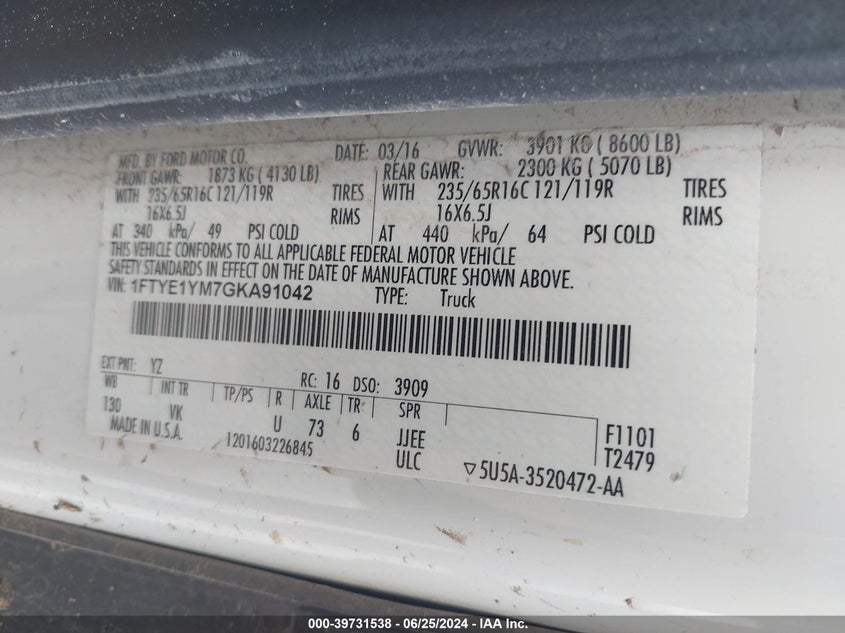 MFD. BY FORD MOTOR CO. DATE: 03/16 GVWR: 3901 KG ( 8600 LB)
FRONT GAWR: 1873 KG ( 4130 LB) REAR GAWR: 2300 KG ( 5070 LB)
WITH 235/65R16C 121/119R TIRES WITH 235/65R16C 121/119R TIRES
16X6.5J RIMS 16X6.5J RIMS
AT 340 kPa/ 49 PSI COLD AT 440 kPa/ 64 PSI COLD
THIS VEHICLE CONFORMS TO ALL APPLICABLE FEDERAL MOTOR VEHICLE
SAFETY STANDARDS IN EFFECT ON THE DATE OF MANUFACTURE SHOWN ABOVE.
VIN: 1FTYE1YM7GKA91042 TYPE: Truck
EXT PNT: YZ RC: 16 DSO: 3909
WB INT TR TP/PS R AXLE TR SPR
130 VK U 73 6 JJEE F1101
MADE IN U.S.A. 1201603226845 ULC T2479
▽5U5A-3520472-AA
000-39731538 - 06/25/2024 - IAA Inc.